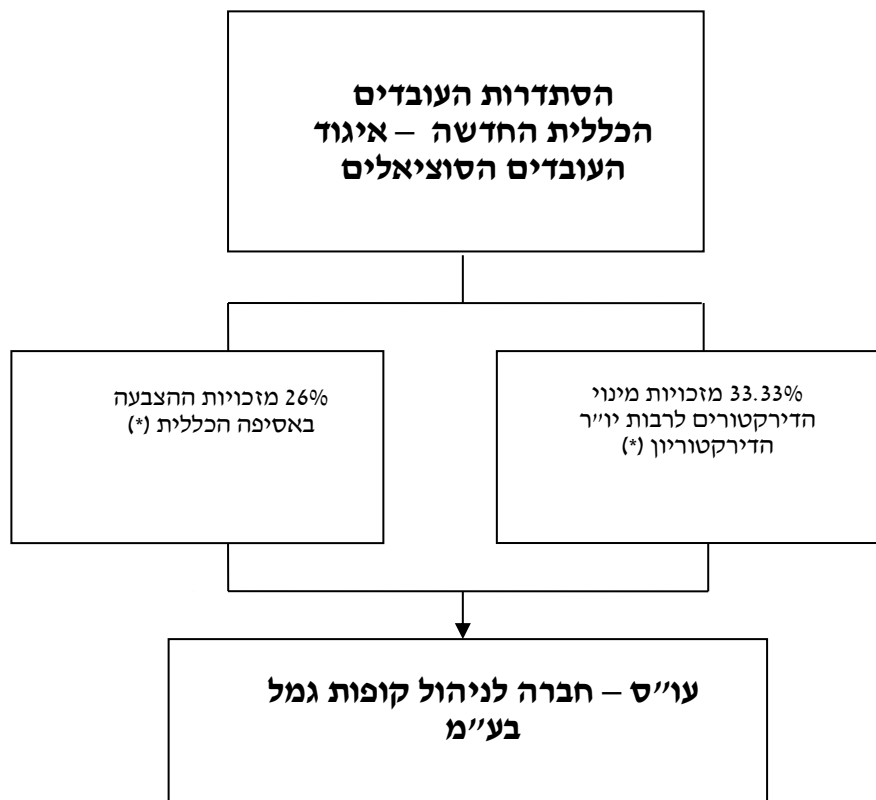 הסתדרות העובדים
הכללית החדשה – איגוד
העובדים הסוציאלים
33.33% מזכויות מינוי
הדירקטורים לרבות יו״ר
הדירקטוריון (*)
26% מזכויות ההצבעה
באסיפה הכללית (*)
עו״ס – חברה לניהול קופות גמל
בע״מ